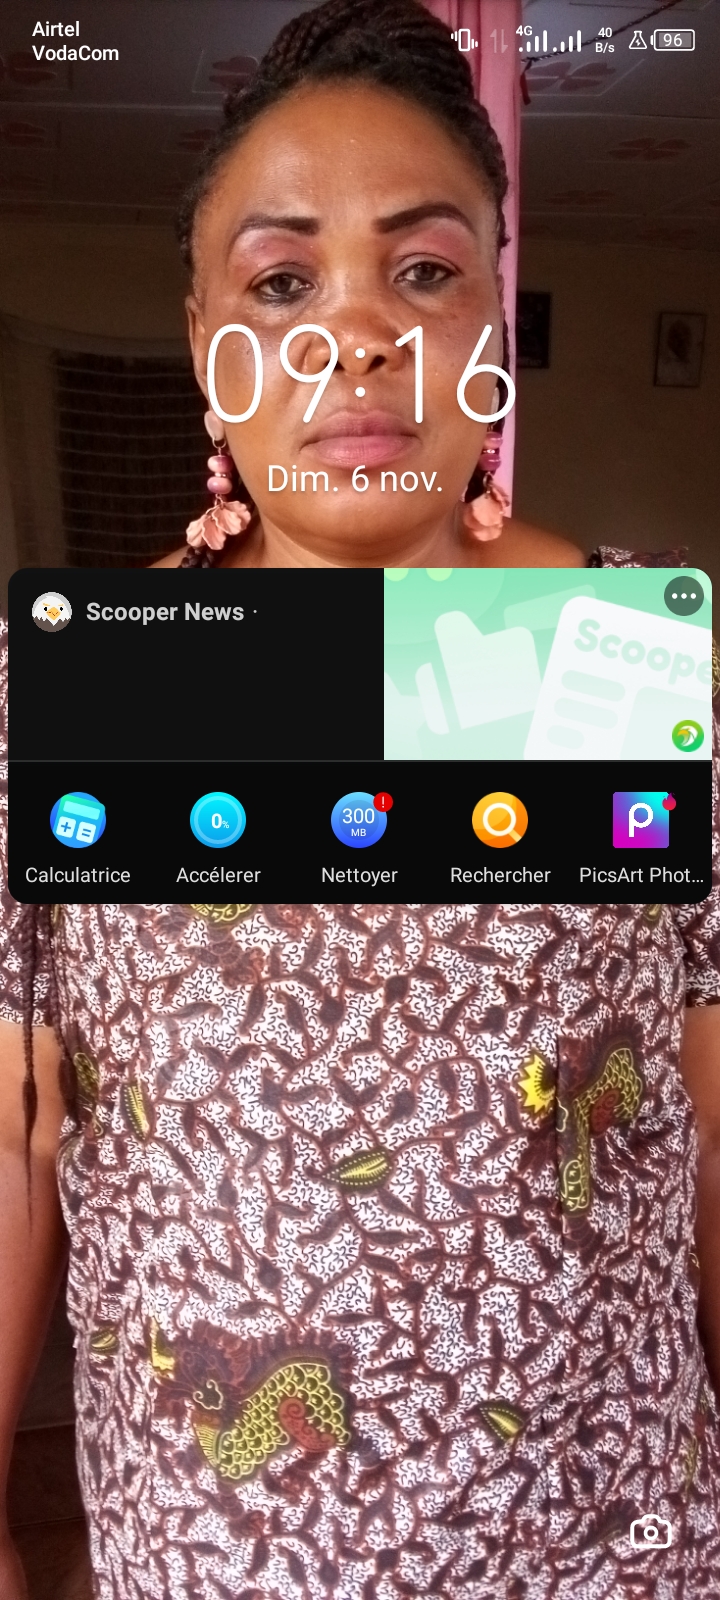 Airtel
VodaCom
4G
40
B/s
96
09:16
Dim. 6 nov.
Scooper News ·
Scoope
0%
300
MB
!
Calculatrice
Accélerer
Nettoyer
Rechercher
PicsArt Phot...